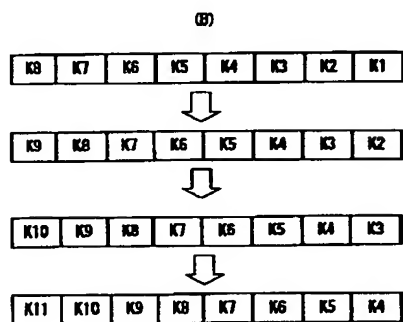 (B)
K8 K7 K6 K5 K4 K3 K2 K1
K9 K8 K7 K6 K5 K4 K3 K2
K10 K9 K8 K7 K6 K5 K4 K3
K11 K10 K9 K8 K7 K6 K5 K4